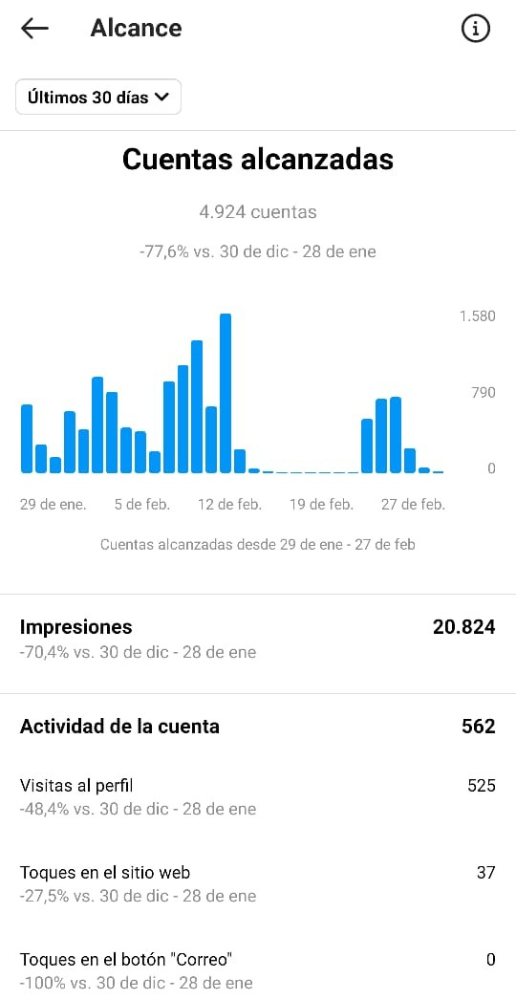 Alcance
Últimos 30 días
Cuentas alcanzadas
4.924 cuentas
-77,6% vs. 30 de dic - 28 de ene
1.580
790
0
29 de ene. 5 de feb. 12 de feb. 19 de feb. 27 de feb.
Cuentas alcanzadas desde 29 de ene - 27 de feb
Impresiones 20.824
-70,4% vs. 30 de dic - 28 de ene
Actividad de la cuenta 562
Visitas al perfil 525
-48,4% vs. 30 de dic - 28 de ene
Toques en el sitio web 37
-27,5% vs. 30 de dic - 28 de ene
Toques en el botón "Correo" 0
-100% vs. 30 de dic - 28 de ene